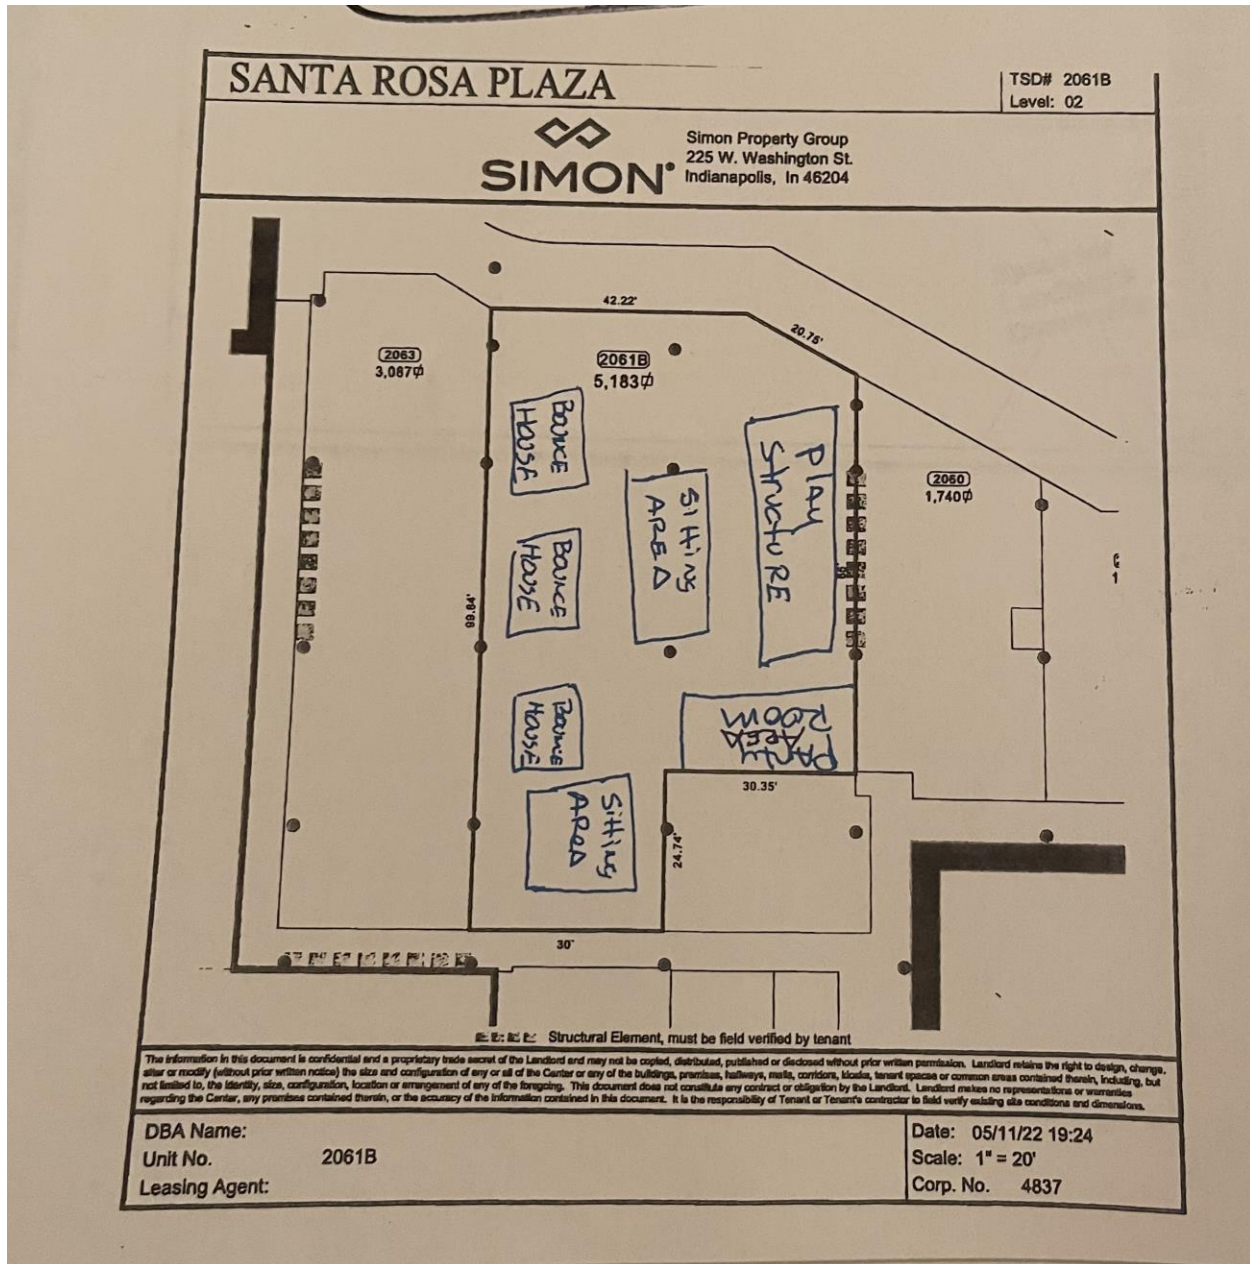 SANTA ROSA PLAZA
TSD# 2061B
Level: 02
SIMON
Simon Property Group
225 W. Washington St.
Indianapolis, In 46204
42.22'
20.75'
2063
3,087
2061B
5,183
BOUNCE
HOUSE
Play
Structure
Sitting
AREA
2060
1,740
BOUNCE
HOUSE
99.64'
Bounce
HOUSE
30.35'
Sitting
AREA
24.74'
30'
Structural Element, must be field verified by tenant
The information in this document is confidential and a proprietary trade secret of the Landlord and may not be copied, distributed, published or disclosed without prior written permission. Landlord retains the right to design, change,
alter or modify (without prior written notice) the size and configuration of any or all of the Center or any of the buildings, premises, hallways, malls, corridors, kiosks, tenant spaces or common areas contained therein, including, but
not limited to, the identity, size, configuration, location or arrangement of any of the foregoing. This document does not constitute any contract or obligation by the Landlord. Landlord makes no representations or warranties
regarding the Center, any premises contained therein, or the accuracy of the information contained in this document. It is the responsibility of Tenant or Tenant's contractor to field verify existing site conditions and dimensions.
DBA Name:
Unit No. 2061B
Leasing Agent:
Date: 05/11/22 19:24
Scale: 1" = 20'
Corp. No. 4837